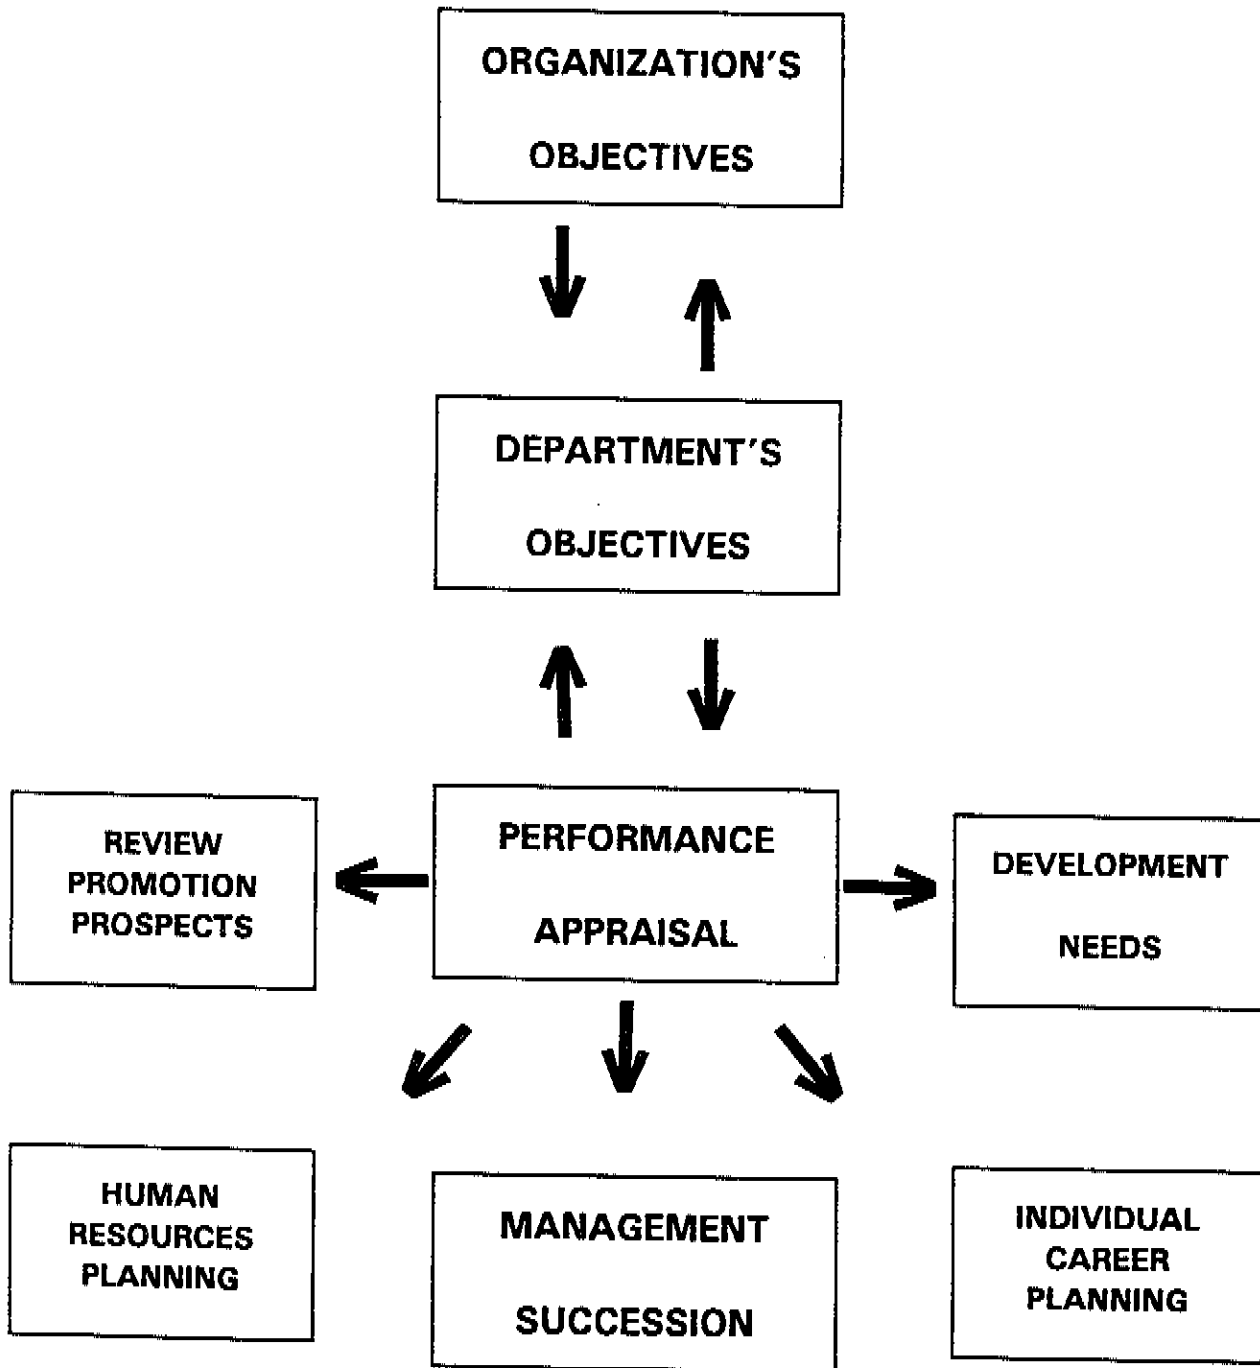 ORGANIZATION'S
OBJECTIVES
DEPARTMENT'S
OBJECTIVES
REVIEW
PROMOTION
PROSPECTS
PERFORMANCE
APPRAISAL
DEVELOPMENT
NEEDS
HUMAN
RESOURCES
PLANNING
MANAGEMENT
SUCCESSION
INDIVIDUAL
CAREER
PLANNING